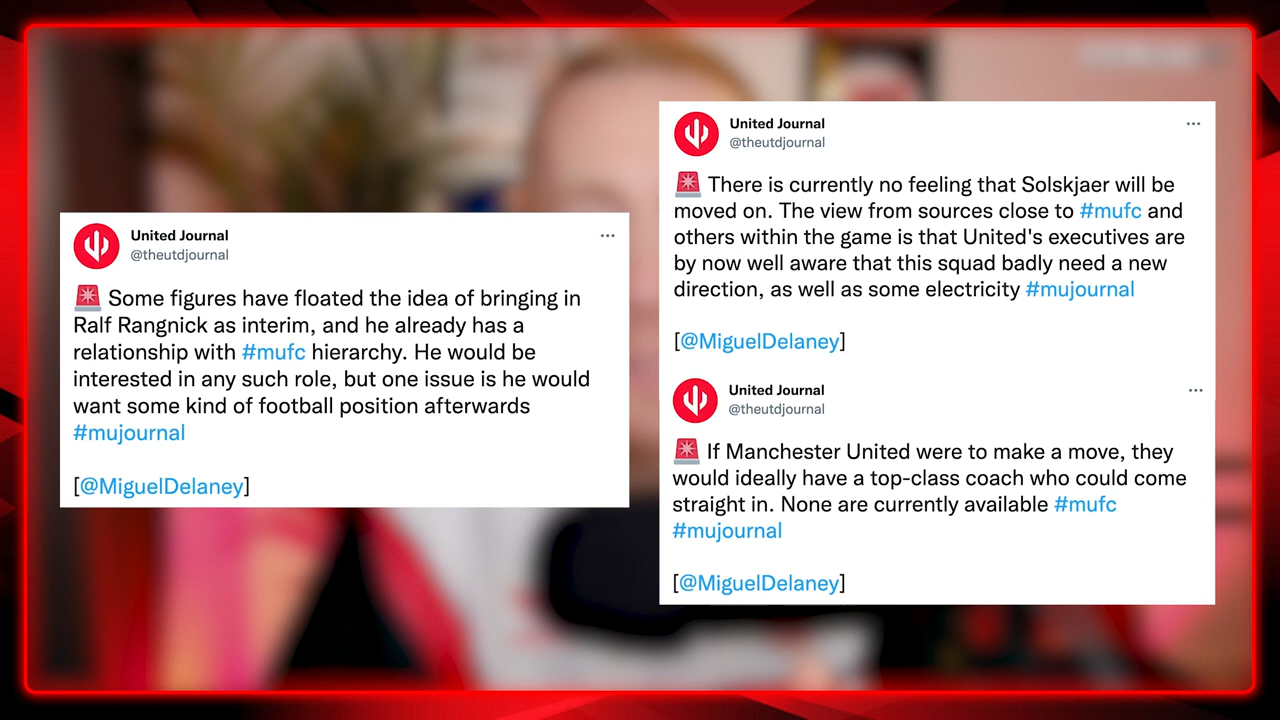 United Journal
@theutdjournal
🚨 Some figures have floated the idea of bringing in
Ralf Rangnick as interim, and he already has a
relationship with #mufc hierarchy. He would be
interested in any such role, but one issue is he would
want some kind of football position afterwards
#mujournal
[@MiguelDelaney]
United Journal
@theutdjournal
🚨 There is currently no feeling that Solskjaer will be
moved on. The view from sources close to #mufc and
others within the game is that United's executives are
by now well aware that this squad badly need a new
direction, as well as some electricity #mujournal
[@MiguelDelaney]
United Journal
@theutdjournal
🚨 If Manchester United were to make a move, they
would ideally have a top-class coach who could come
straight in. None are currently available #mufc
#mujournal
[@MiguelDelaney]